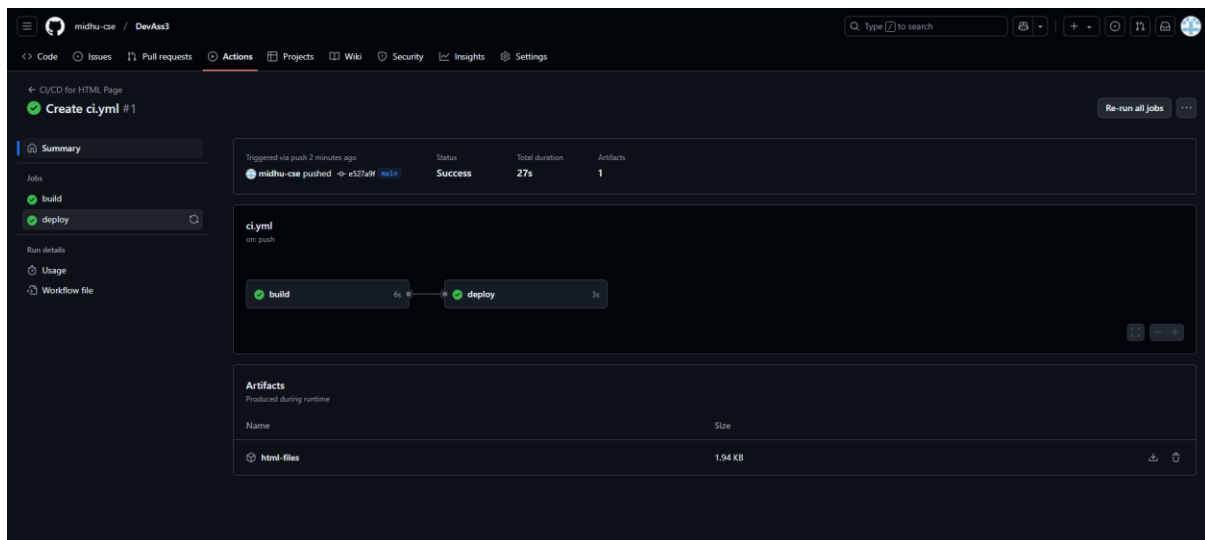 midhu-cse / DevAss3
Type / to search
Code Issues Pull requests Actions Projects Wiki Security Insights Settings
← CI/CD for HTML Page
Create ci.yml #1
Re-run all jobs
Summary
Jobs
build
deploy
Run details
Usage
Workflow file
Triggered via push 2 minutes ago Status Total duration Artifacts
midhu-cse pushed e527a9f main Success 27s 1
ci.yml
on: push
build 6s deploy 3s
Artifacts
Produced during runtime
Name Size
html-files 1.94 KB